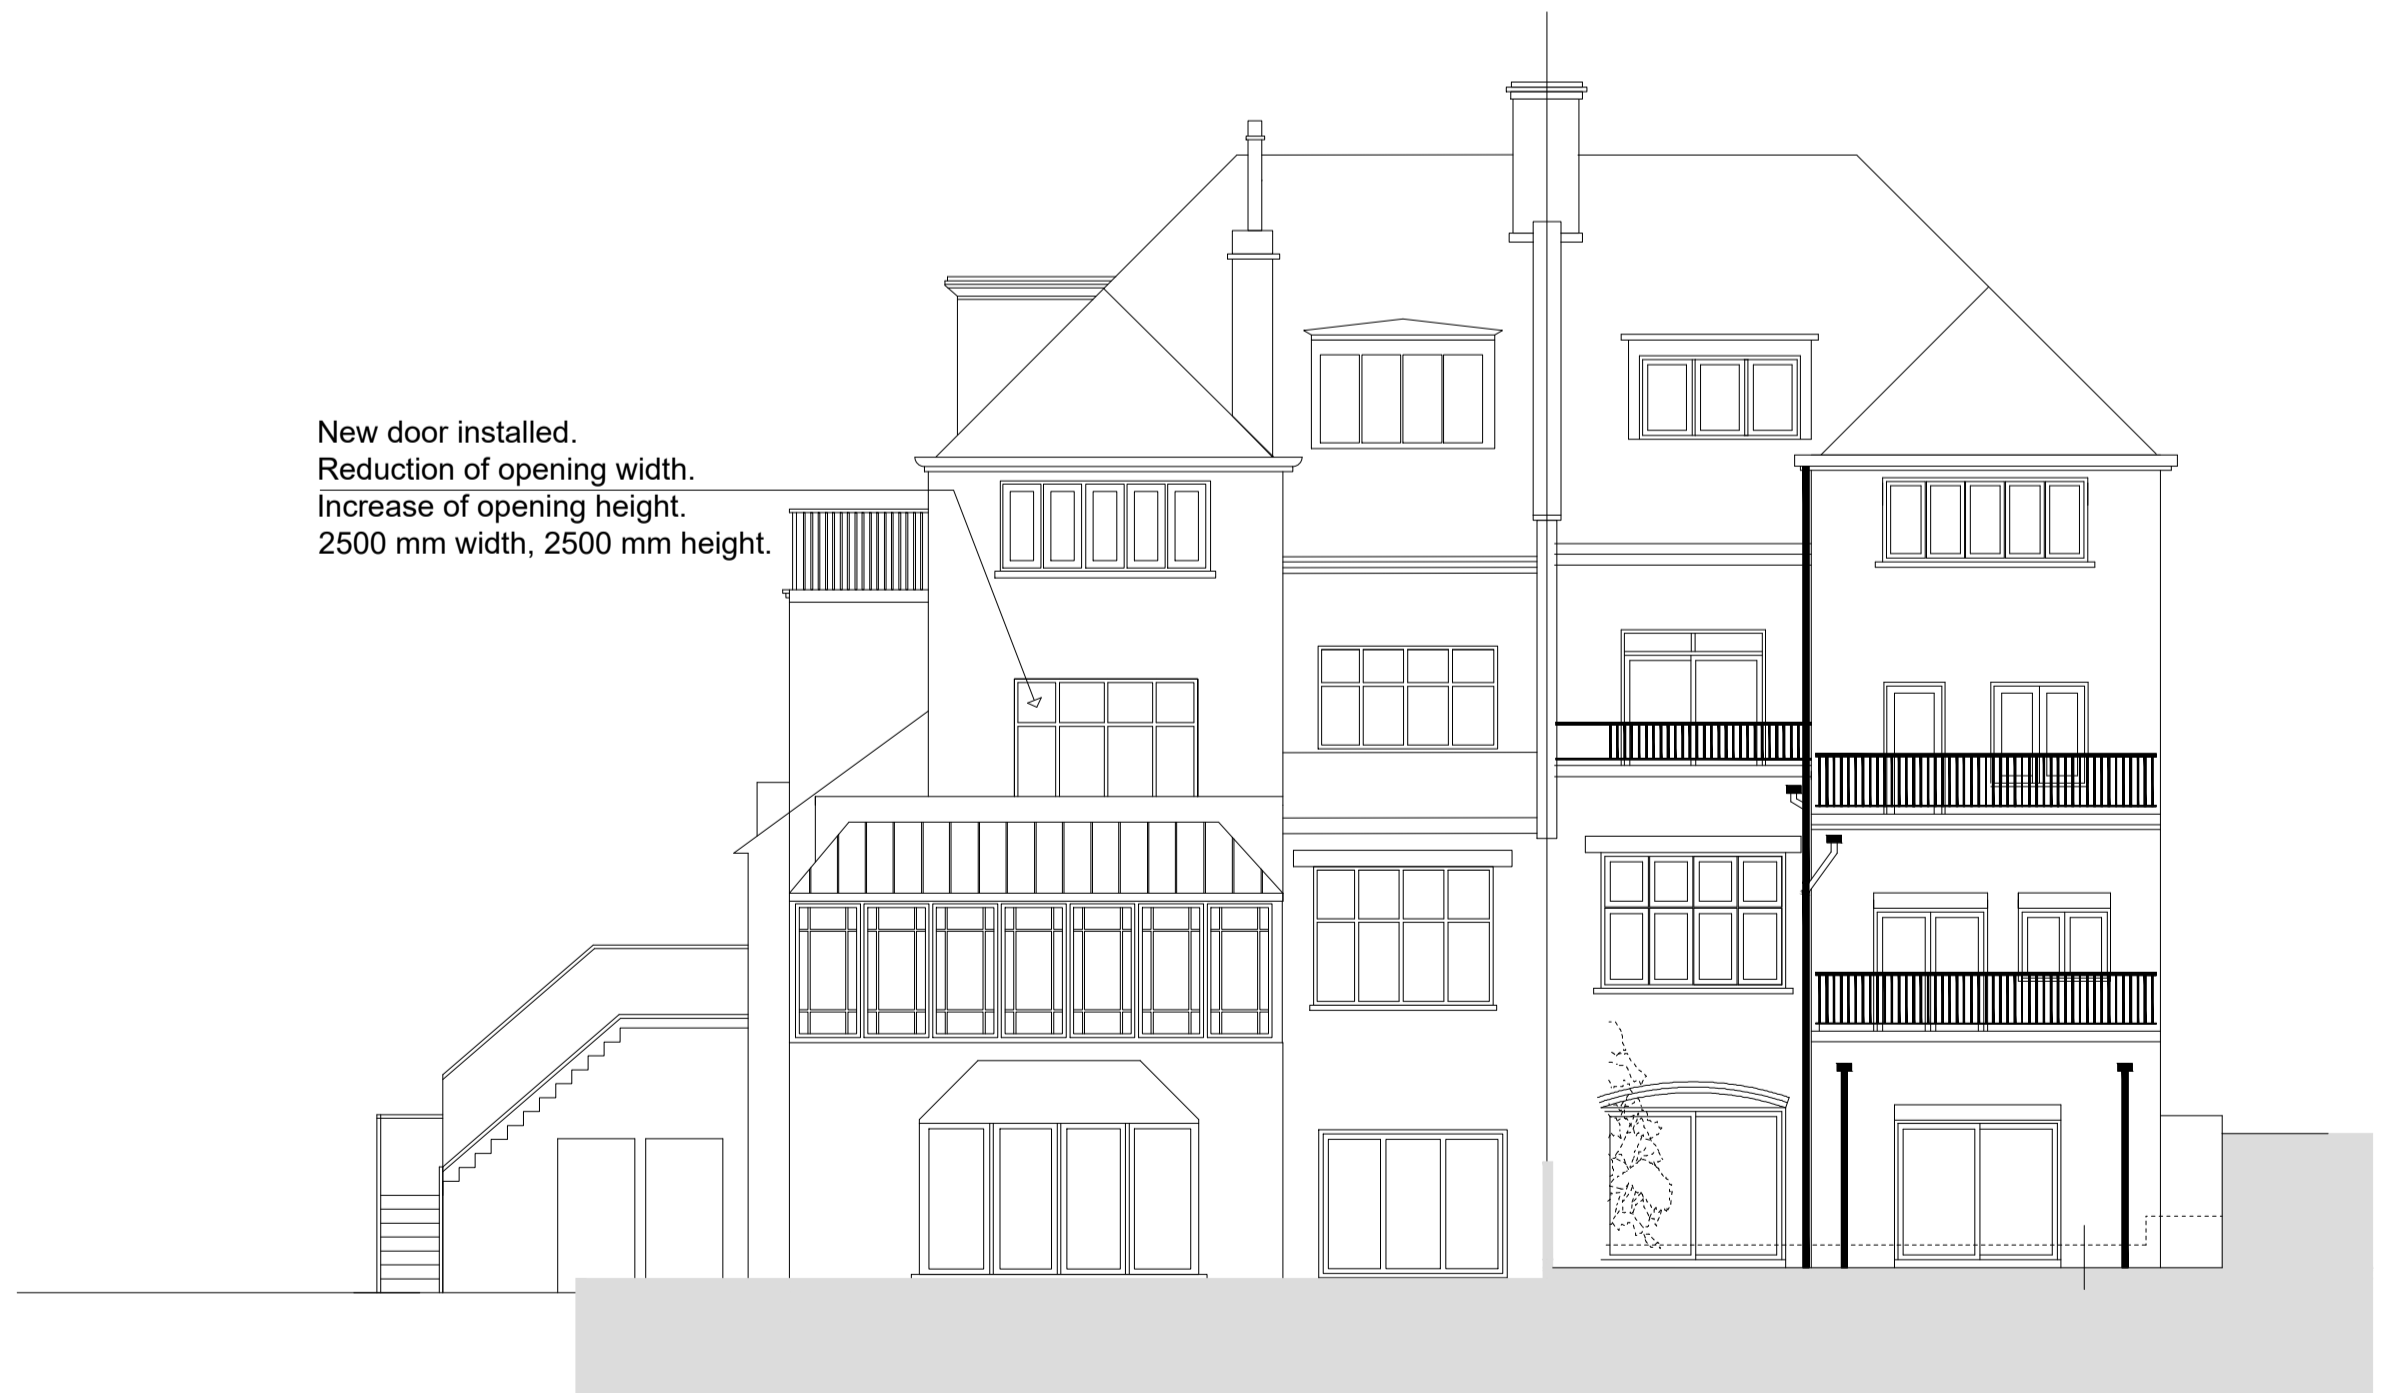 New door installed.
Reduction of opening width.
Increase of opening height.
2500 mm width, 2500 mm height.